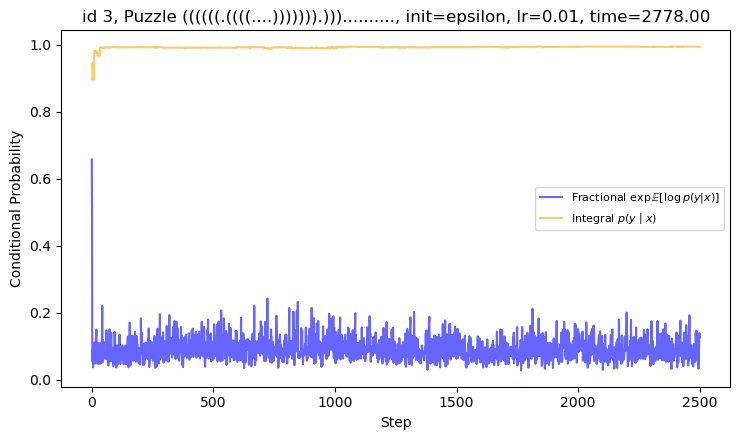 id 3, Puzzle ((((((.((((....))))))).))).........., init=epsilon, lr=0.01, time=2778.00
1.0
0.8
0.6
0.4
0.2
0.0
Conditional Probability
Fractional exp𝔼[log p(y|x)]
Integral p(y | x)
0
500
1000
1500
2000
2500
Step